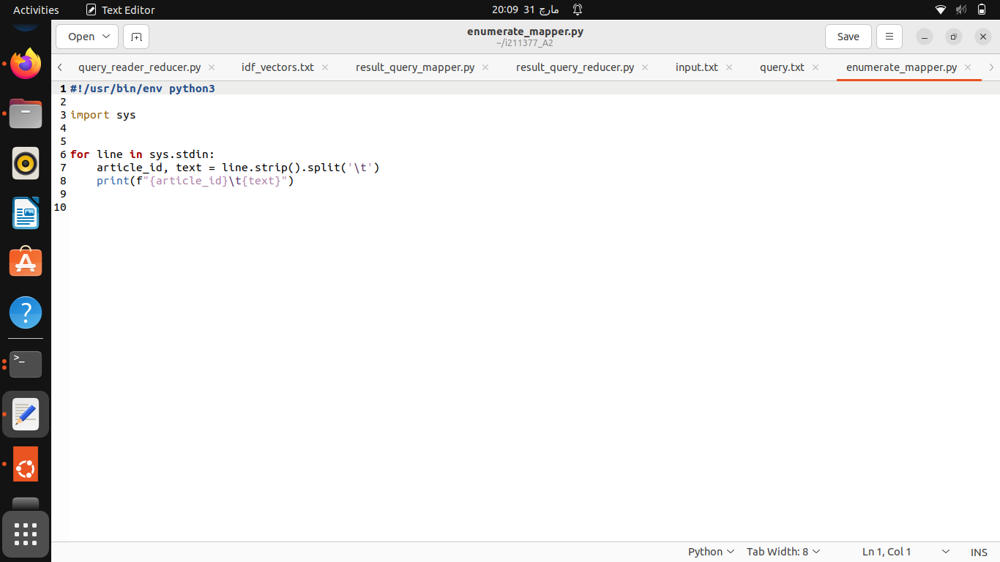 Activities Text Editor 20:09 31 مارچ
Open enumerate_mapper.py Save
~/i211377_A2
query_reader_reducer.py idf_vectors.txt result_query_mapper.py result_query_reducer.py input.txt query.txt enumerate_mapper.py
1 #!/usr/bin/env python3
2
3 import sys
4
5
6 for line in sys.stdin:
7 article_id, text = line.strip().split('\t')
8 print(f"{article_id}\t{text}")
9
10
Python Tab Width: 8 Ln 1, Col 1 INS